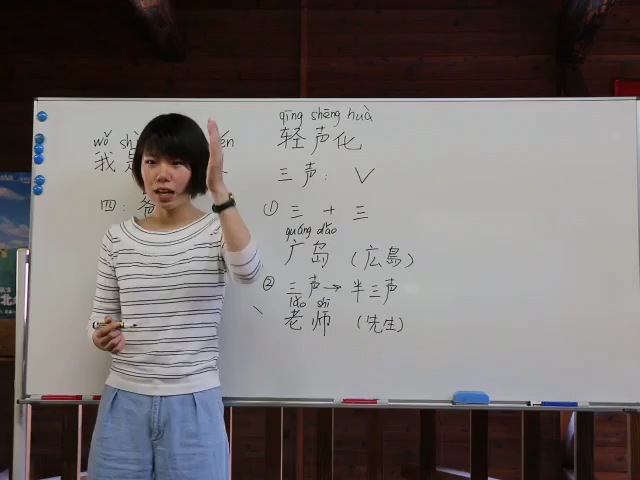 wǒ
我
四:
qīng shēng huà
轻声化
三声: ∨
① 三 + 三
guǎng dǎo
广岛 (広島)
② 三声→半三声
lǎo shī
老师 (先生)